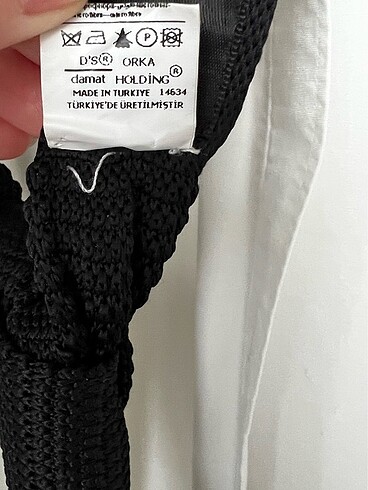 P
D'S® ORKA
damat HOLDING®
MADE IN TURKIYE 14634
TÜRKİYE'DE ÜRETİLMİŞTİR